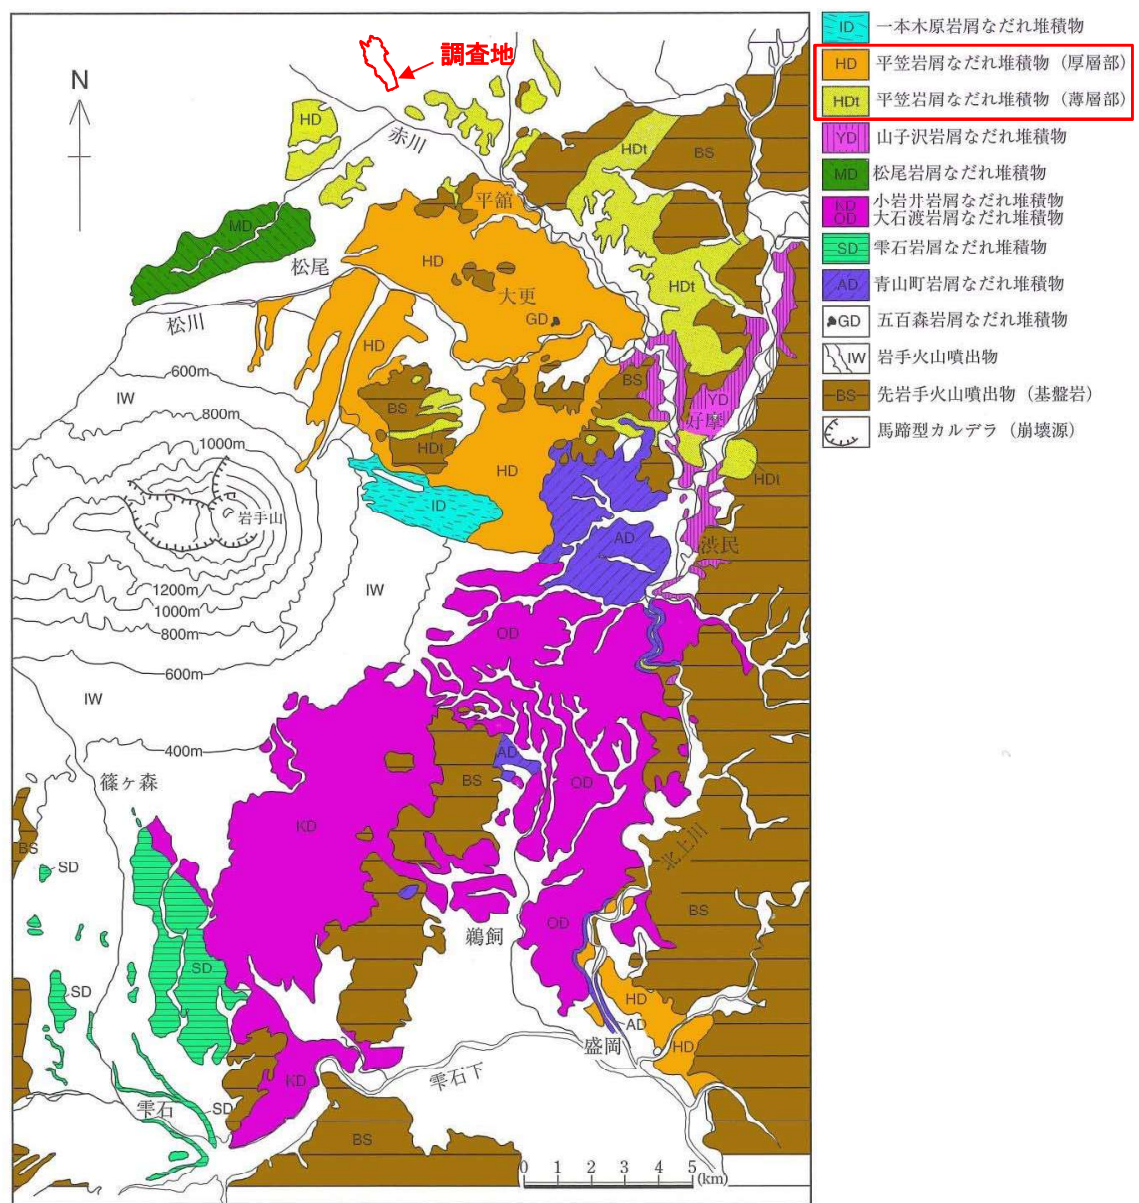 調査地
N
赤川
HD
HDt
BS
平舘
MD
松尾
HD
大更
HDt
GD
松川
HD
600m
IW
BS
BS
YD
800m
好摩
1000m
HDt
HD
HDt
ID
岩手山
AD
渋民
IW
1200m
1000m
800m
OD
600m
IW
IW
400m
AD
BS
OD
篠ヶ森
KD
BS
SD
北上川
SD
OD
BS
鵜飼
SD
HD
AD
HD
盛岡
雫石下
KD
雫石
SD
BS
0 1 2 3 4 5
(km)
ID 一本木原岩屑なだれ堆積物
HD 平笠岩屑なだれ堆積物（厚層部）
HDt 平笠岩屑なだれ堆積物（薄層部）
YD 山子沢岩屑なだれ堆積物
MD 松尾岩屑なだれ堆積物
KD 小岩井岩屑なだれ堆積物
OD 大石渡岩屑なだれ堆積物
SD 雫石岩屑なだれ堆積物
AD 青山町岩屑なだれ堆積物
GD 五百森岩屑なだれ堆積物
IW 岩手火山噴出物
BS 先岩手火山噴出物（基盤岩）
馬蹄型カルデラ（崩壊源）